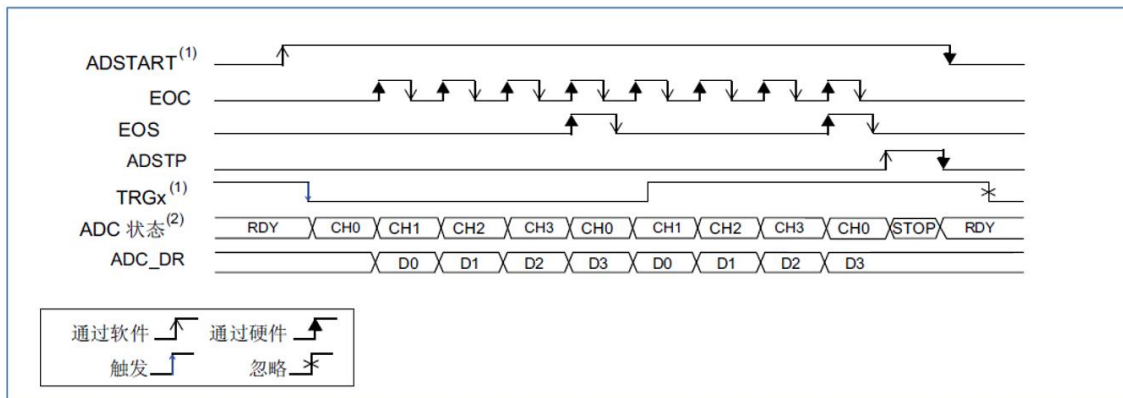 ADSTART(1)
EOC
EOS
ADSTP
TRGx(1)
ADC 状态(2) RDY CH0 CH1 CH2 CH3 CH0 CH1 CH2 CH3 CH0 STOP RDY
ADC_DR D0 D1 D2 D3 D0 D1 D2 D3
通过软件 通过硬件
触发 忽略